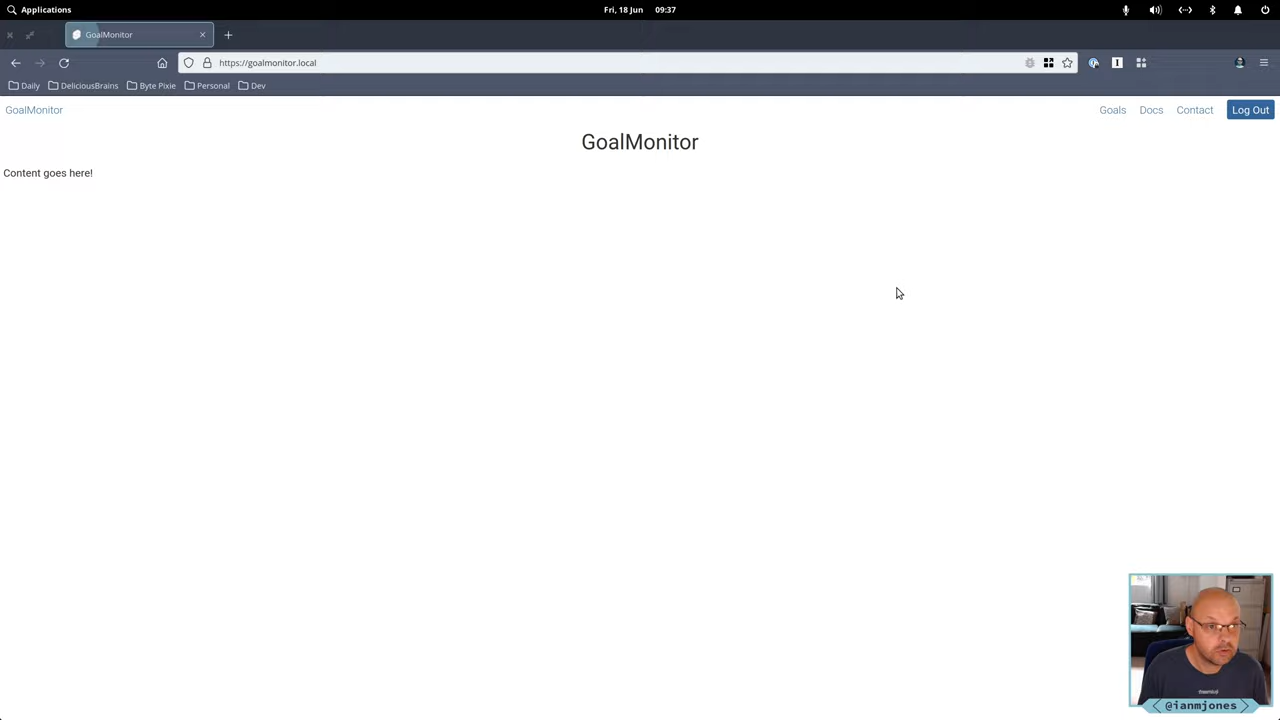 Applications
Fri, 18 Jun 09:37
GoalMonitor
https://goalmonitor.local
Daily
DeliciousBrains
Byte Pixie
Personal
Dev
GoalMonitor
Goals
Docs
Contact
Log Out
GoalMonitor
Content goes here!
@ianmjones